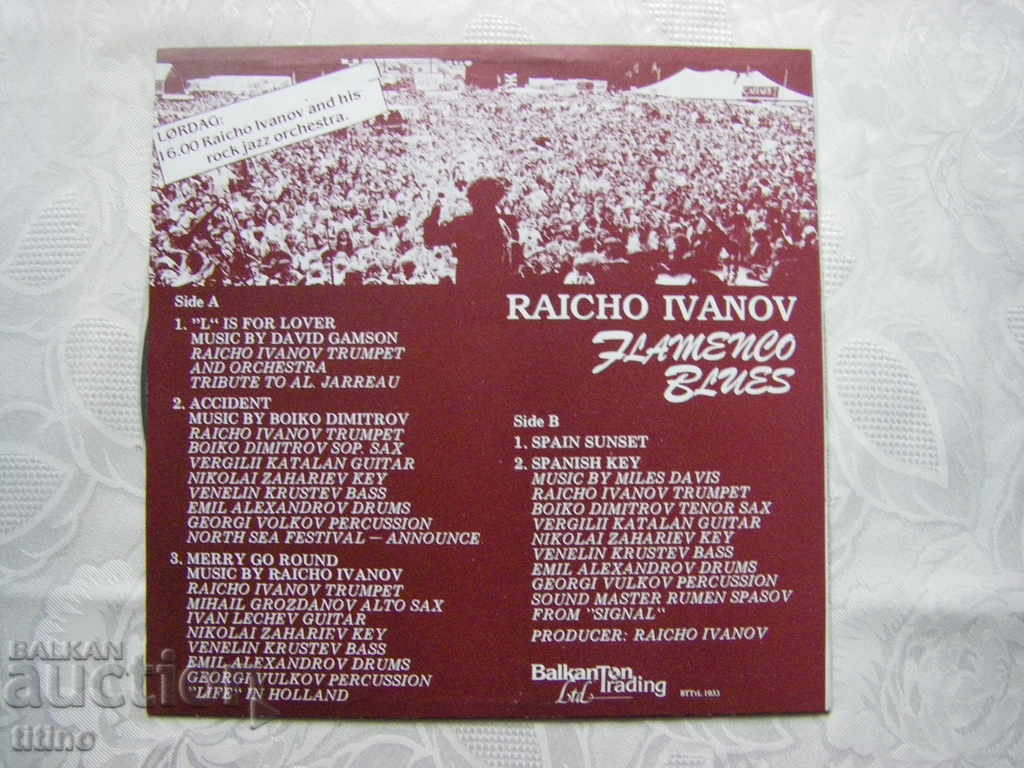 LØRDAG:
16.00 Raicho Ivanov and his
rock jazz orchestra.
CAFFABET
RAICHO IVANOV
FLAMENCO
BLUES
Side A
1. "L" IS FOR LOVER
MUSIC BY DAVID GAMSON
RAICHO IVANOV TRUMPET
AND ORCHESTRA
TRIBUTE TO AL. JARREAU
2. ACCIDENT
MUSIC BY BOIKO DIMITROV
RAICHO IVANOV TRUMPET
BOIKO DIMITROV SOP. SAX
VERGILII KATALAN GUITAR
NIKOLAI ZAHARIEV KEY
VENELIN KRUSTEV BASS
EMIL ALEXANDROV DRUMS
GEORGI VOLKOV PERCUSSION
NORTH SEA FESTIVAL — ANNOUNCE
3. MERRY GO ROUND
MUSIC BY RAICHO IVANOV
RAICHO IVANOV TRUMPET
MIHAIL GROZDANOV ALTO SAX
IVAN LECHEV GUITAR
NIKOLAI ZAHARIEV KEY
VENELIN KRUSTEV BASS
EMIL ALEXANDROV DRUMS
GEORGI VULKOV PERCUSSION
"LIFE" IN HOLLAND
Side B
1. SPAIN SUNSET
2. SPANISH KEY
MUSIC BY MILES DAVIS
RAICHO IVANOV TRUMPET
BOIKO DIMITROV TENOR SAX
VERGILII KATALAN GUITAR
NIKOLAI ZAHARIEV KEY
VENELIN KRUSTEV BASS
EMIL ALEXANDROV DRUMS
GEORGI VULKOV PERCUSSION
SOUND MASTER RUMEN SPASOV
FROM "SIGNAL"
PRODUCER: RAICHO IVANOV
BalkanTon
Ltd. Trading
BTTrL 1033
BALKAN
auction
titino